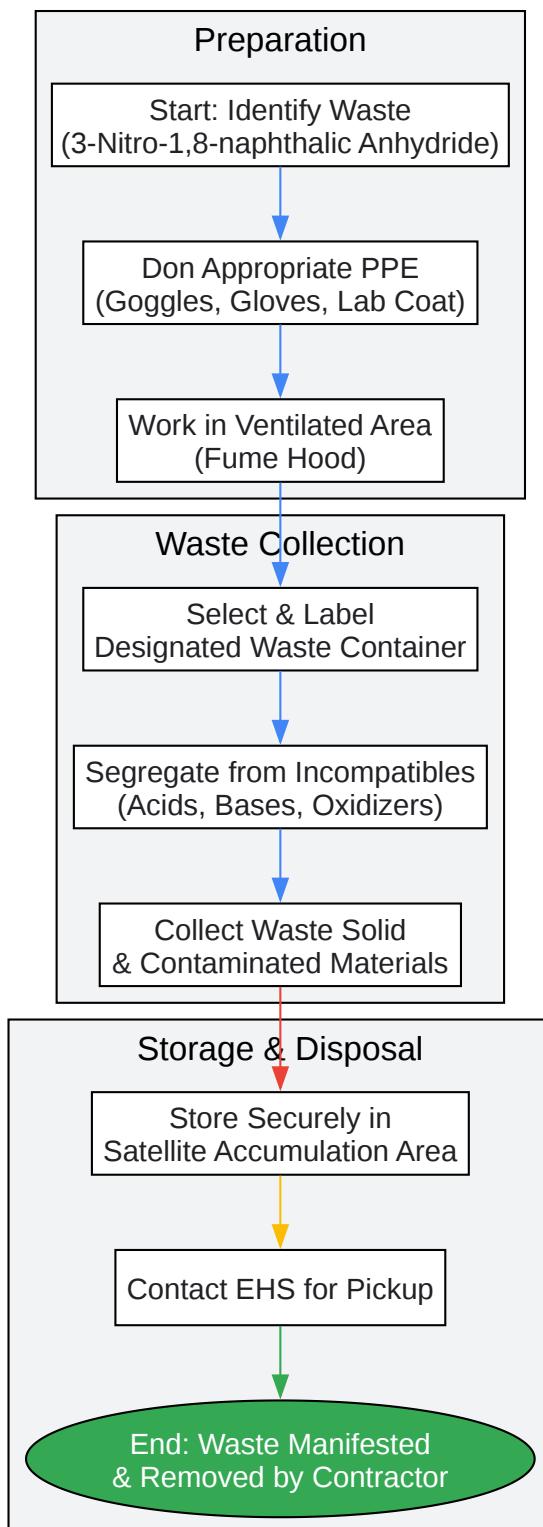 Preparation
Start: Identify Waste
(3-Nitro-1,8-naphthalic Anhydride)
Don Appropriate PPE
(Goggles, Gloves, Lab Coat)
Work in Ventilated Area
(Fume Hood)
Waste Collection
Select & Label
Designated Waste Container
Segregate from Incompatibles
(Acids, Bases, Oxidizers)
Collect Waste Solid
& Contaminated Materials
Storage & Disposal
Store Securely in
Satellite Accumulation Area
Contact EHS for Pickup
End: Waste Manifested
& Removed by Contractor